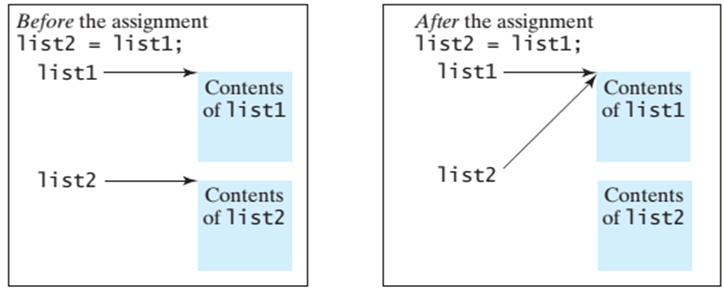 Before the assignment
list2 = list1;
list1
Contents
of list1
list2
Contents
of list2
After the assignment
list2 = list1;
list1
Contents
of list1
list2
Contents
of list2